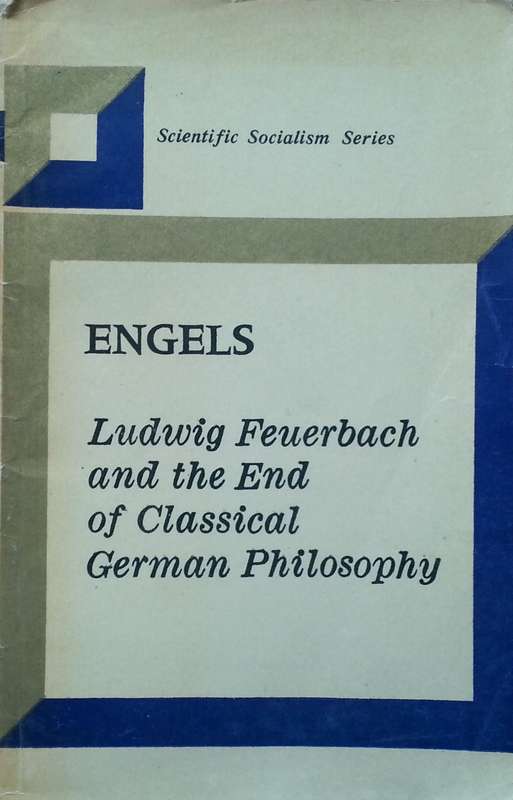 Scientific Socialism Series
ENGELS
Ludwig Feuerbach
and the End
of Classical
German Philosophy